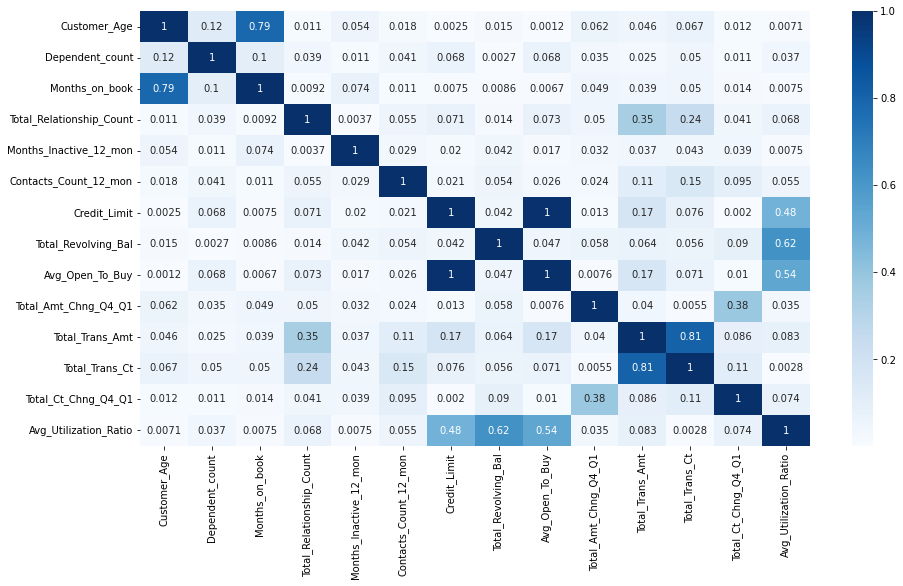 Customer_Age 1 0.12 0.79 0.011 0.054 0.018 0.0025 0.015 0.0012 0.062 0.046 0.067 0.012 0.0071
Dependent_count 0.12 1 0.1 0.039 0.011 0.041 0.068 0.0027 0.068 0.035 0.025 0.05 0.011 0.037
Months_on_book 0.79 0.1 1 0.0092 0.074 0.011 0.0075 0.0086 0.0067 0.049 0.039 0.05 0.014 0.0075
Total_Relationship_Count 0.011 0.039 0.0092 1 0.0037 0.055 0.071 0.014 0.073 0.05 0.35 0.24 0.041 0.068
Months_Inactive_12_mon 0.054 0.011 0.074 0.0037 1 0.029 0.02 0.042 0.017 0.032 0.037 0.043 0.039 0.0075
Contacts_Count_12_mon 0.018 0.041 0.011 0.055 0.029 1 0.021 0.054 0.026 0.024 0.11 0.15 0.095 0.055
Credit_Limit 0.0025 0.068 0.0075 0.071 0.02 0.021 1 0.042 1 0.013 0.17 0.076 0.002 0.48
Total_Revolving_Bal 0.015 0.0027 0.0086 0.014 0.042 0.054 0.042 1 0.047 0.058 0.064 0.056 0.09 0.62
Avg_Open_To_Buy 0.0012 0.068 0.0067 0.073 0.017 0.026 1 0.047 1 0.0076 0.17 0.071 0.01 0.54
Total_Amt_Chng_Q4_Q1 0.062 0.035 0.049 0.05 0.032 0.024 0.013 0.058 0.0076 1 0.04 0.0055 0.38 0.035
Total_Trans_Amt 0.046 0.025 0.039 0.35 0.037 0.11 0.17 0.064 0.17 0.04 1 0.81 0.086 0.083
Total_Trans_Ct 0.067 0.05 0.05 0.24 0.043 0.15 0.076 0.056 0.071 0.0055 0.81 1 0.11 0.0028
Total_Ct_Chng_Q4_Q1 0.012 0.011 0.014 0.041 0.039 0.095 0.002 0.09 0.01 0.38 0.086 0.11 1 0.074
Avg_Utilization_Ratio 0.0071 0.037 0.0075 0.068 0.0075 0.055 0.48 0.62 0.54 0.035 0.083 0.0028 0.074 1
Customer_Age
Dependent_count
Months_on_book
Total_Relationship_Count
Months_Inactive_12_mon
Contacts_Count_12_mon
Credit_Limit
Total_Revolving_Bal
Avg_Open_To_Buy
Total_Amt_Chng_Q4_Q1
Total_Trans_Amt
Total_Trans_Ct
Total_Ct_Chng_Q4_Q1
Avg_Utilization_Ratio
1.0
0.8
0.6
0.4
0.2